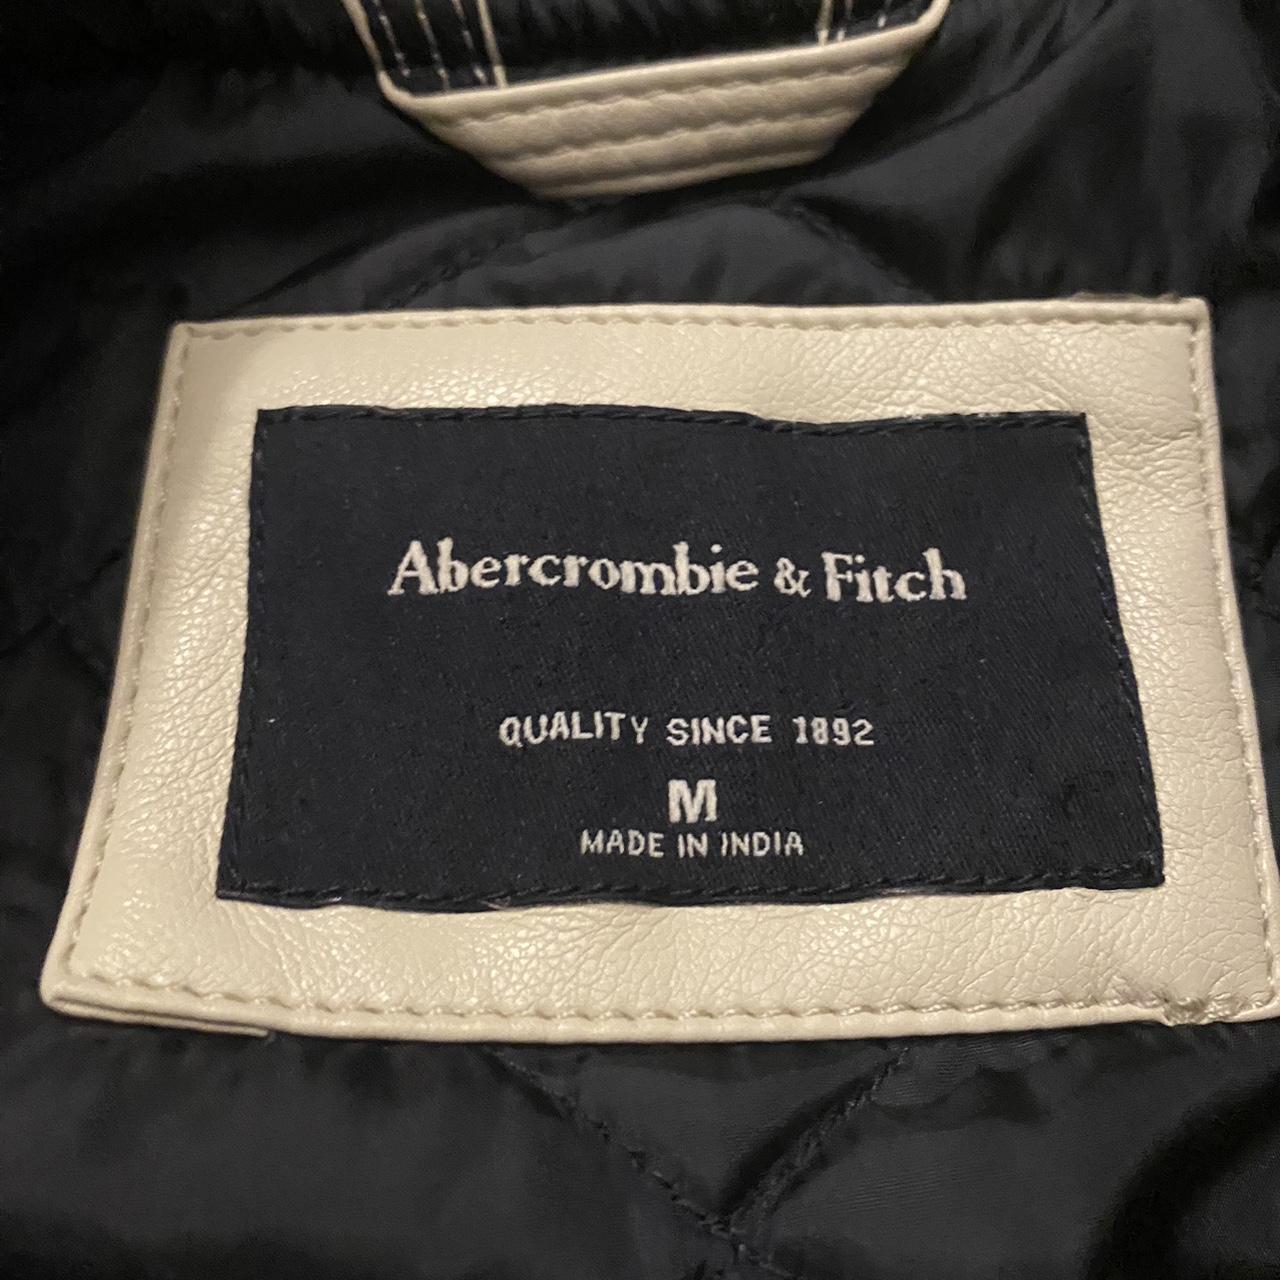 Abercrombie & Fitch
QUALITY SINCE 1892
M
MADE IN INDIA